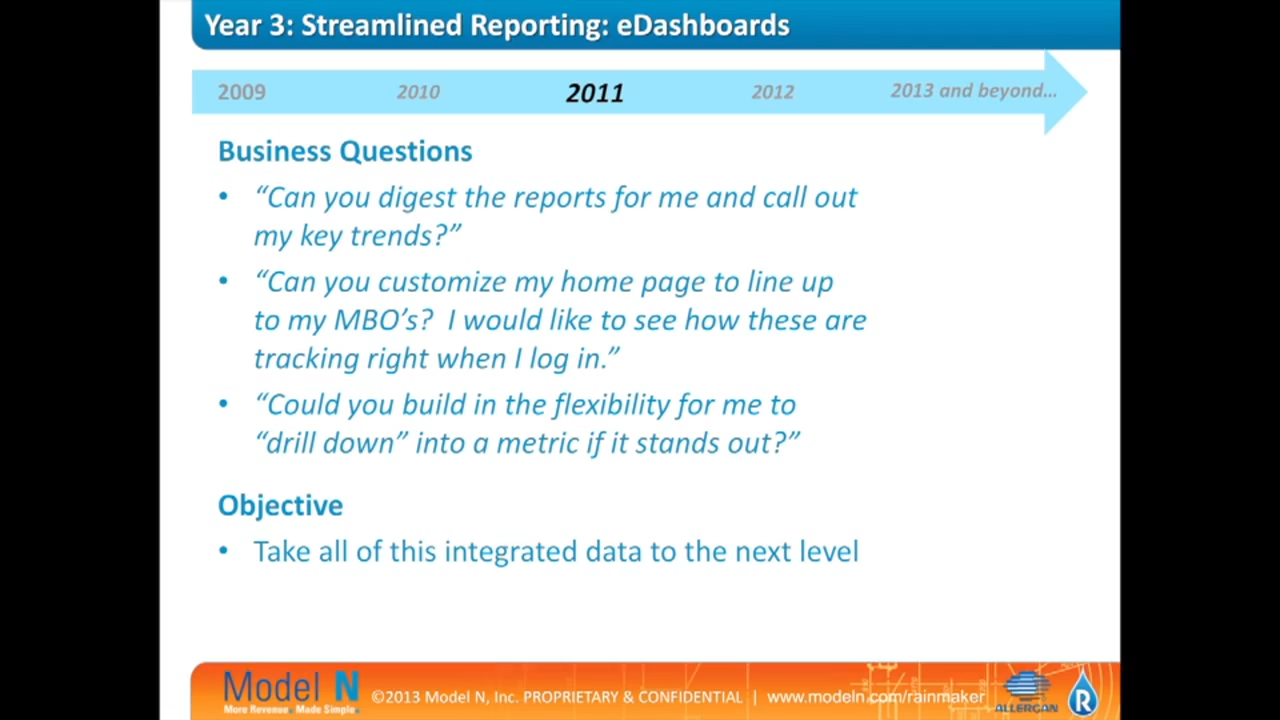 Year 3: Streamlined Reporting: eDashboards
2009 2010 2011 2012 2013 and beyond...
Business Questions
• “Can you digest the reports for me and call out
my key trends?”
• “Can you customize my home page to line up
to my MBO’s?  I would like to see how these are
tracking right when I log in.”
• “Could you build in the flexibility for me to
“drill down” into a metric if it stands out?”
Objective
• Take all of this integrated data to the next level
Model N
More Revenue. Made Simple.
©2013 Model N, Inc. PROPRIETARY & CONFIDENTIAL | www.modeln.com/rainmaker
ALLERGAN
R